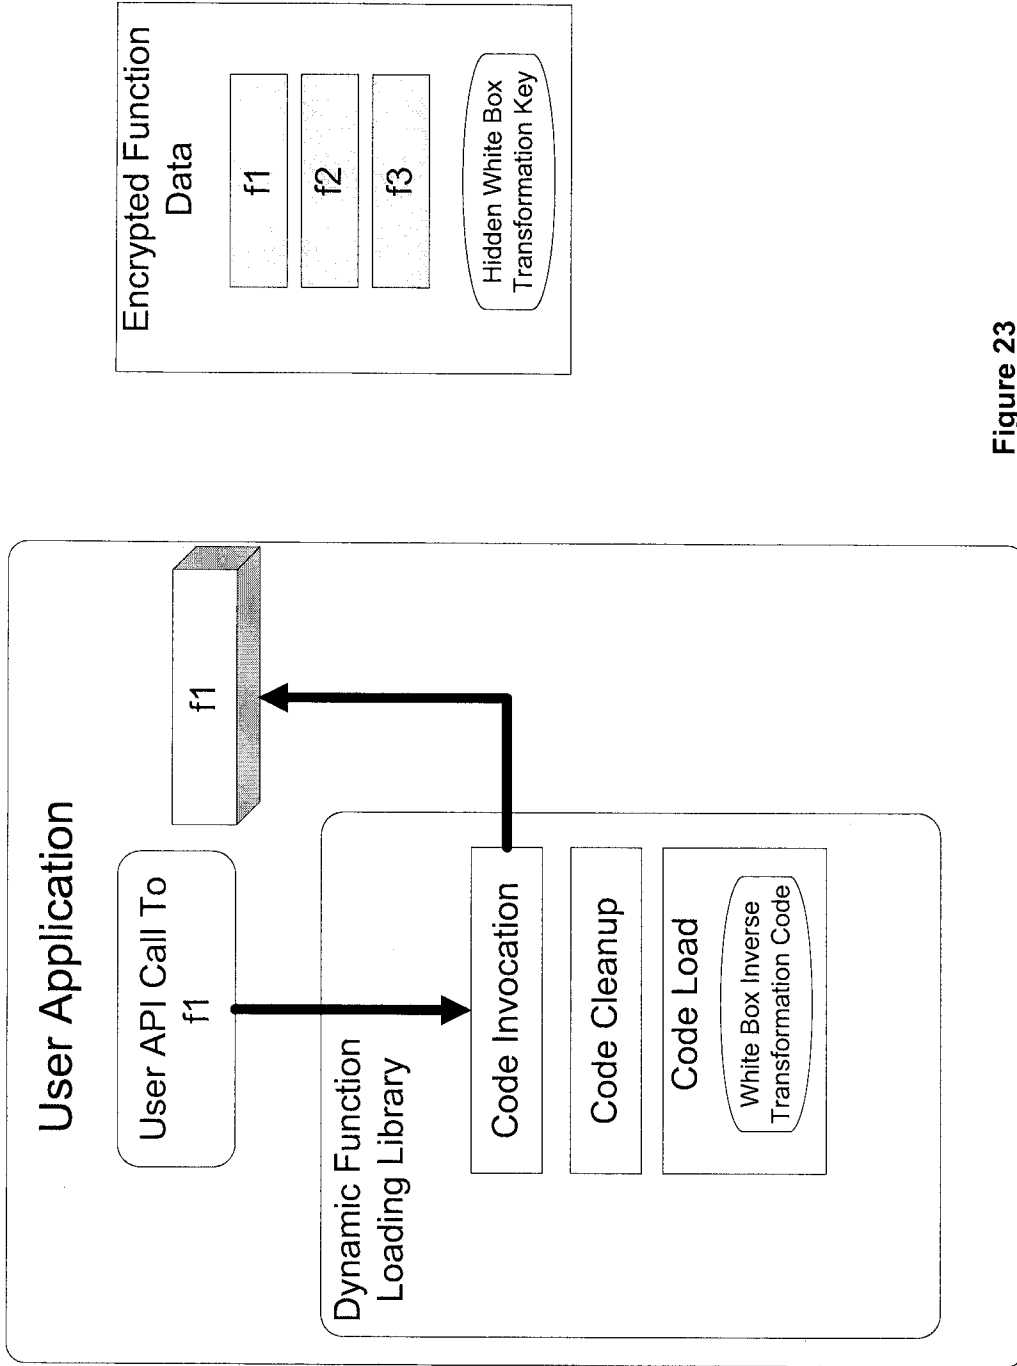 User Application
User API Call To
f1
f1
Dynamic Function
Loading Library
Code Invocation
Code Cleanup
Code Load
White Box Inverse
Transformation Code
Encrypted Function
Data
f1
f2
f3
Hidden White Box
Transformation Key
Figure 23